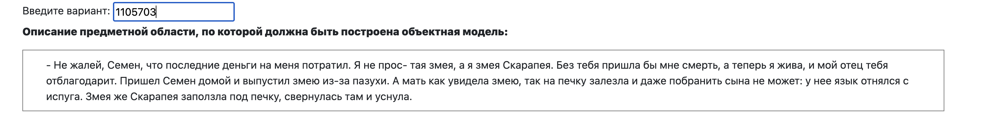 Введите вариант: 1105703
Описание предметной области, по которой должна быть построена объектная модель:
- Не жалей, Семен, что последние деньги на меня потратил. Я не прос- тая змея, а я змея Скарапея. Без тебя пришла бы мне смерть, а теперь я жива, и мой отец тебя
отблагодарит. Пришел Семен домой и выпустил змею из-за пазухи. А мать как увидела змею, так на печку залезла и даже побранить сына не может: у нее язык отнялся с
испуга. Змея же Скарапея заползла под печку, свернулась там и уснула.